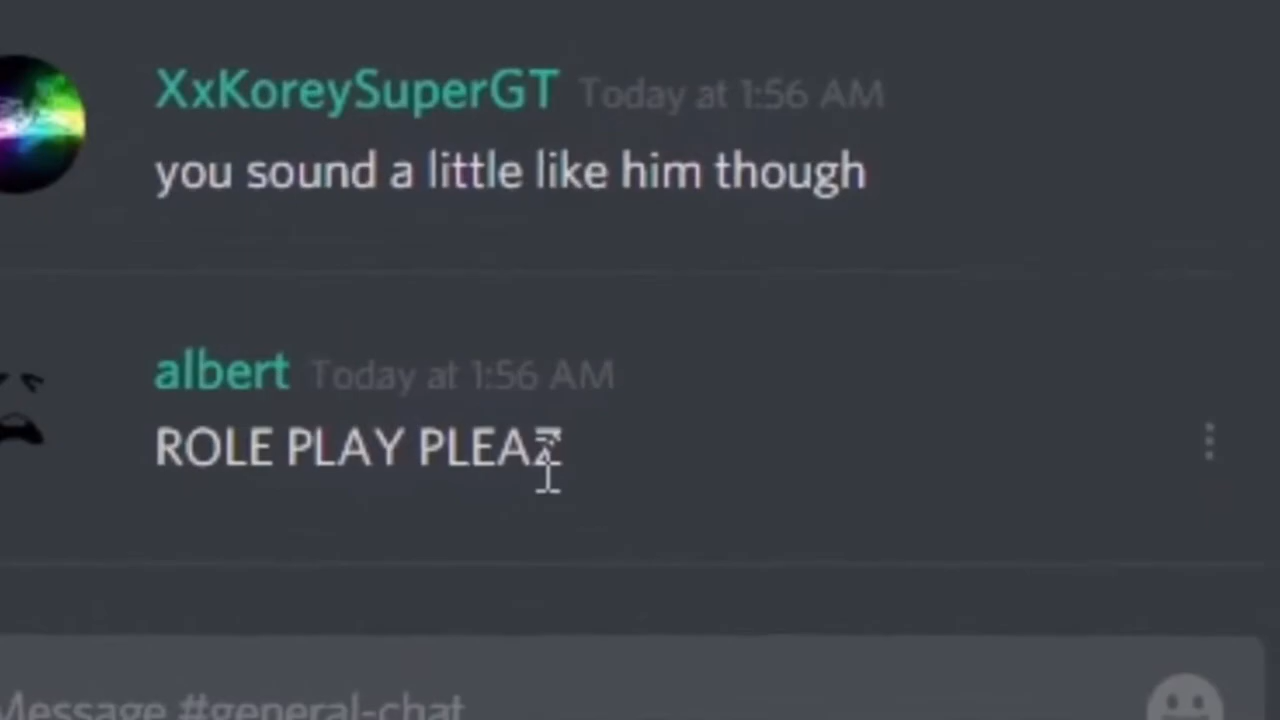 XxKoreySuperGT Today at 1:56 AM
you sound a little like him though
albert Today at 1:56 AM
ROLE PLAY PLEAZ
Message #general-chat